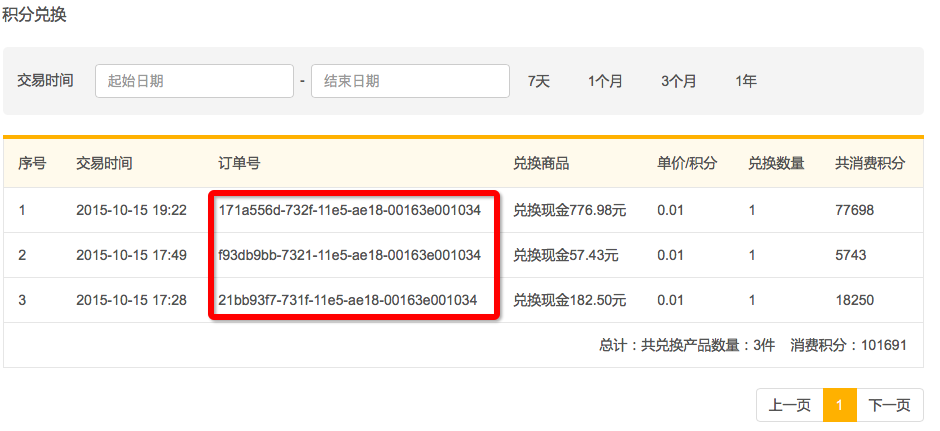 积分兑换
交易时间 起始日期 - 结束日期 7天 1个月 3个月 1年
序号 交易时间 订单号 兑换商品 单价/积分 兑换数量 共消费积分
1 2015-10-15 19:22 171a556d-732f-11e5-ae18-00163e001034 兑换现金776.98元 0.01 1 77698
2 2015-10-15 17:49 f93db9bb-7321-11e5-ae18-00163e001034 兑换现金57.43元 0.01 1 5743
3 2015-10-15 17:28 21bb93f7-731f-11e5-ae18-00163e001034 兑换现金182.50元 0.01 1 18250
总计：共兑换产品数量：3件 消费积分：101691
上一页 1 下一页